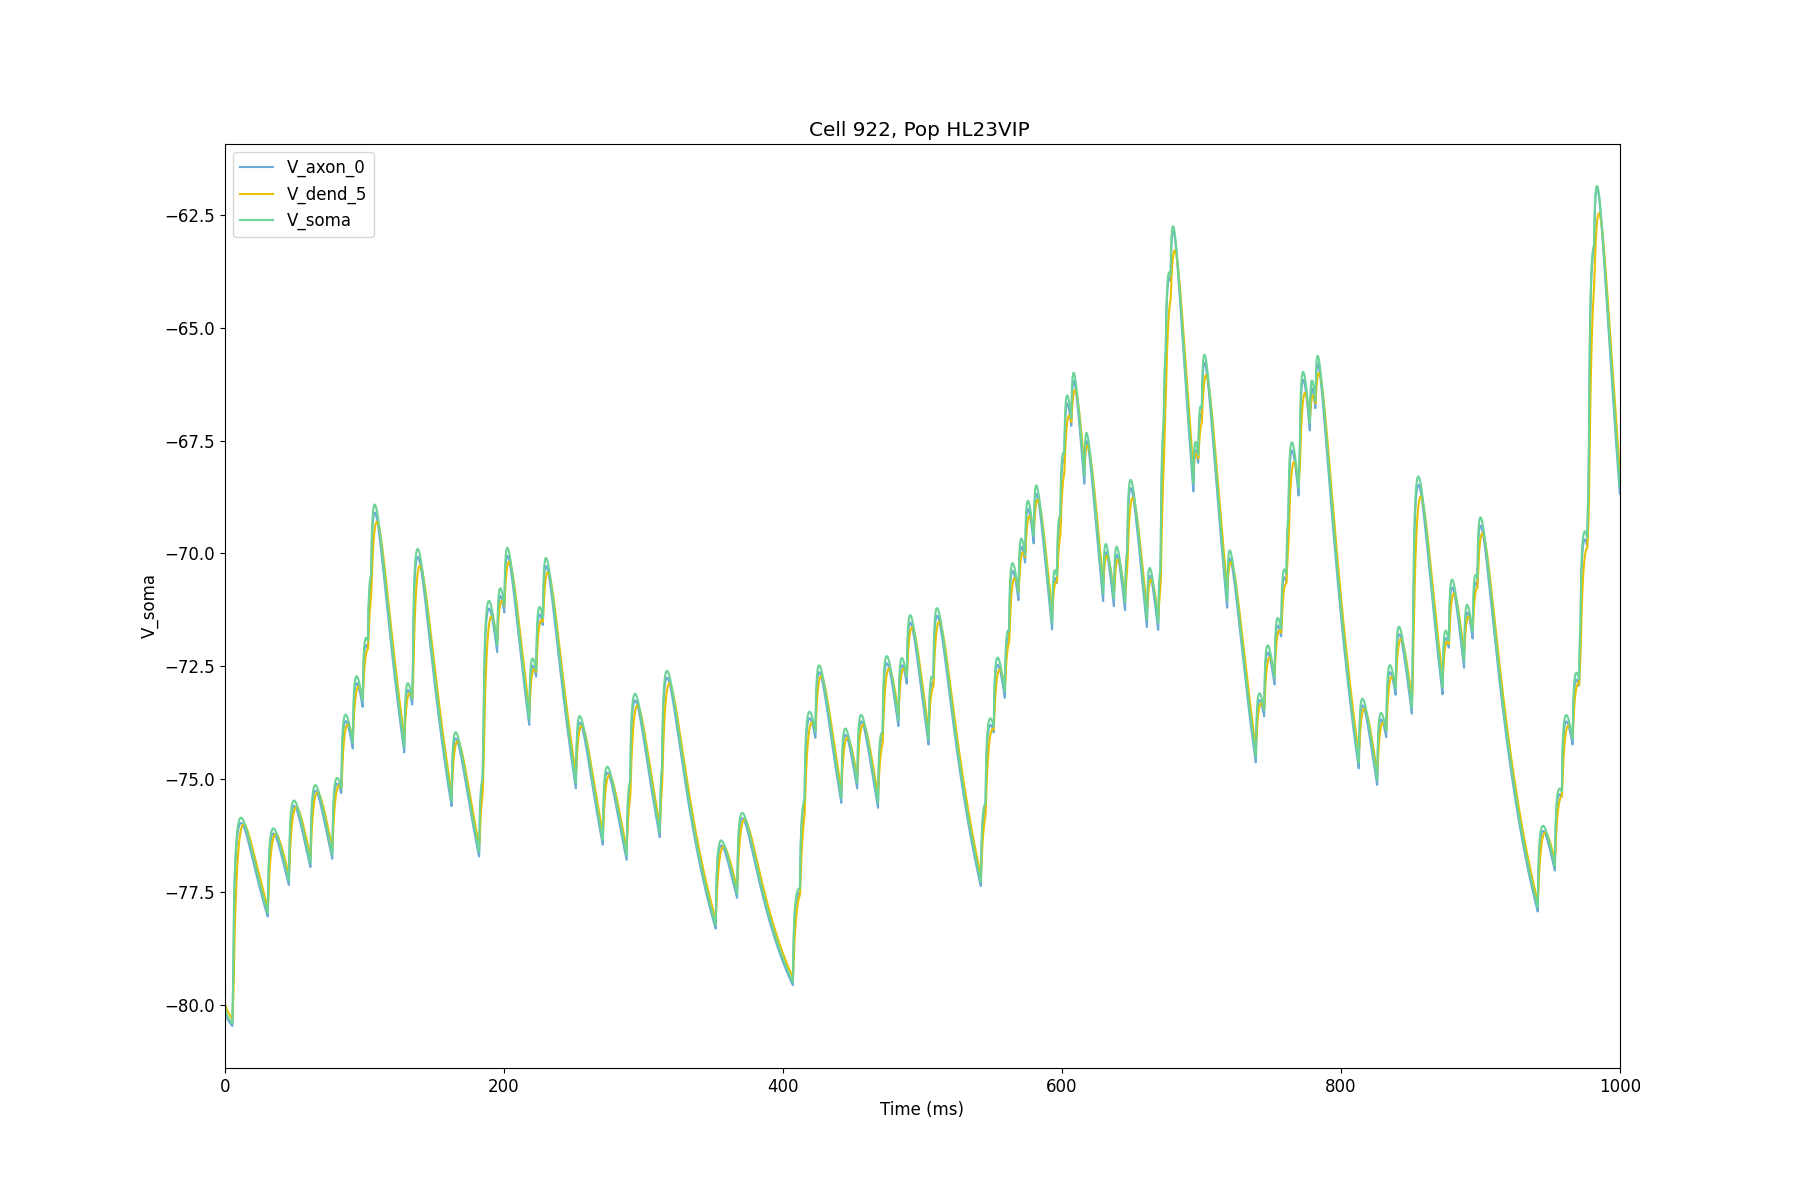 Cell 922, Pop HL23VIP
V_axon_0
V_dend_5
V_soma
−62.5
−65.0
−67.5
−70.0
−72.5
−75.0
−77.5
−80.0
V_soma
0 200 400 600 800 1000
Time (ms)